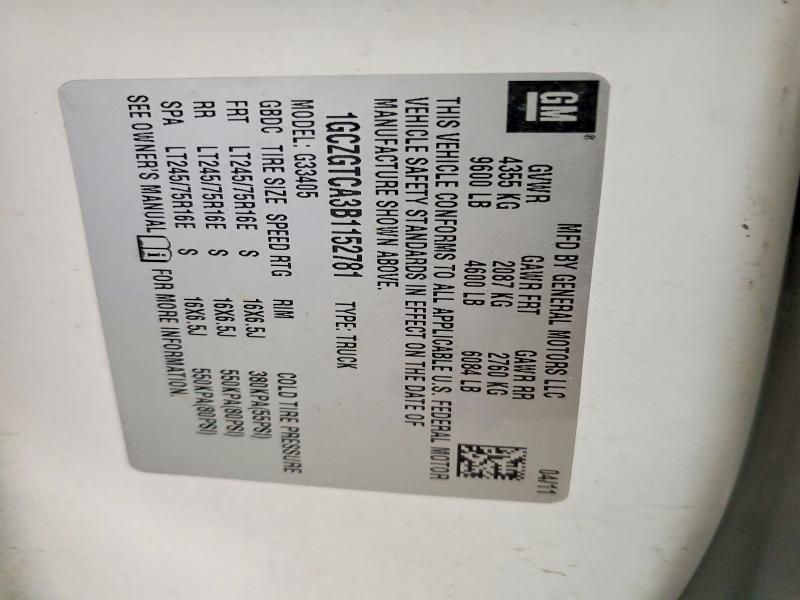 GM ®
MFD BY GENERAL MOTORS LLC 04/11
GVWR GAWR FRT GAWR RR
4355 KG 2087 KG 2760 KG
9600 LB 4600 LB 6084 LB
THIS VEHICLE CONFORMS TO ALL APPLICABLE U.S. FEDERAL MOTOR
VEHICLE SAFETY STANDARDS IN EFFECT ON THE DATE OF
MANUFACTURE SHOWN ABOVE.
1GCZGTCA3B1152781 TYPE: TRUCK
MODEL: G33405
GBDC TIRE SIZE SPEED RTG RIM COLD TIRE PRESSURE
FRT LT245/75R16E S 16X6.5J 380KPA(55PSI)
RR LT245/75R16E S 16X6.5J 550KPA(80PSI)
SPA LT245/75R16E S 16X6.5J 550KPA(80PSI)
SEE OWNER'S MANUAL FOR MORE INFORMATION.